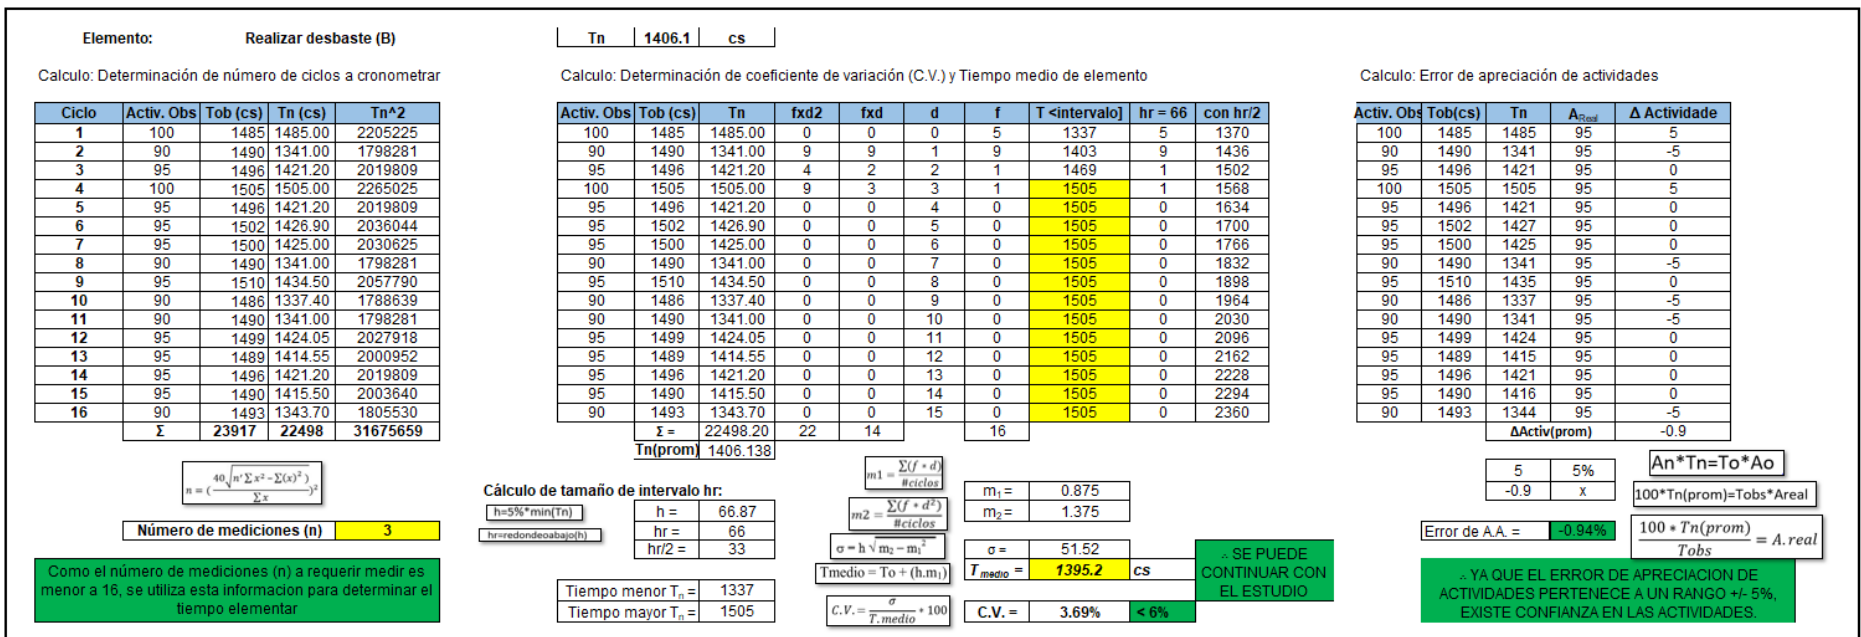 Elemento: Realizar desbaste (B)
Tn 1406.1 cs
Calculo: Determinación de número de ciclos a cronometrar
Ciclo Activ. Obs Tob (cs) Tn (cs) Tn^2
1 100 1485 1485.00 2205225
2 90 1490 1341.00 1798281
3 95 1496 1421.20 2019809
4 100 1505 1505.00 2265025
5 95 1496 1421.20 2019809
6 95 1502 1426.90 2036044
7 95 1500 1425.00 2030625
8 90 1490 1341.00 1798281
9 95 1510 1434.50 2057790
10 90 1486 1337.40 1788639
11 90 1490 1341.00 1798281
12 95 1499 1424.05 2027918
13 95 1489 1414.55 2000952
14 95 1496 1421.20 2019809
15 95 1490 1415.50 2003640
16 90 1493 1343.70 1805530
Σ 23917 22498 31675659
n = (40√n'Σx²−Σ(x)²) / Σx)²
Número de mediciones (n) 3
Como el número de mediciones (n) a requerir medir es
menor a 16, se utiliza esta informacion para determinar el
tiempo elementar
Calculo: Determinación de coeficiente de variación (C.V.) y Tiempo medio de elemento
Activ. Obs Tob (cs) Tn fxd2 fxd d f T <intervalo] hr = 66 con hr/2
100 1485 1485.00 0 0 0 5 1337 5 1370
90 1490 1341.00 9 9 1 9 1403 9 1436
95 1496 1421.20 4 2 2 1 1469 1 1502
100 1505 1505.00 9 3 3 1 1505 1 1568
95 1496 1421.20 0 0 4 0 1505 0 1634
95 1502 1426.90 0 0 5 0 1505 0 1700
95 1500 1425.00 0 0 6 0 1505 0 1766
90 1490 1341.00 0 0 7 0 1505 0 1832
95 1510 1434.50 0 0 8 0 1505 0 1898
90 1486 1337.40 0 0 9 0 1505 0 1964
90 1490 1341.00 0 0 10 0 1505 0 2030
95 1499 1424.05 0 0 11 0 1505 0 2096
95 1489 1414.55 0 0 12 0 1505 0 2162
95 1496 1421.20 0 0 13 0 1505 0 2228
95 1490 1415.50 0 0 14 0 1505 0 2294
90 1493 1343.70 0 0 15 0 1505 0 2360
Σ = 22498.20 22 14 16
Tn(prom) 1406.138
Cálculo de tamaño de intervalo hr:
h=5%*min(Tn) h = 66.87
hr=redondeoabajo(h) hr = 66
hr/2 = 33
Tiempo menor Tn = 1337
Tiempo mayor Tn = 1505
m1 = Σ(f * d) / #ciclos
m2 = Σ(f * d²) / #ciclos
σ = h √m₂ − m₁²
Tmedio = To + (h.m₁)
C.V. = σ / T.medio * 100
m₁ = 0.875
m₂ = 1.375
σ = 51.52
Tmedio = 1395.2 cs
C.V. = 3.69% < 6%
∴ SE PUEDE
CONTINUAR CON
EL ESTUDIO
Calculo: Error de apreciación de actividades
Activ. Obs Tob(cs) Tn AReal Δ Actividade
100 1485 1485 95 5
90 1490 1341 95 -5
95 1496 1421 95 0
100 1505 1505 95 5
95 1496 1421 95 0
95 1502 1427 95 0
95 1500 1425 95 0
90 1490 1341 95 -5
95 1510 1435 95 0
90 1486 1337 95 -5
90 1490 1341 95 -5
95 1499 1424 95 0
95 1489 1415 95 0
95 1496 1421 95 0
95 1490 1416 95 0
90 1493 1344 95 -5
ΔActiv(prom) -0.9
5 5%
-0.9 x
Error de A.A. = -0.94%
An*Tn=To*Ao
100*Tn(prom)=Tobs*Areal
100 * Tn(prom) / Tobs = A.real
∴ YA QUE EL ERROR DE APRECIACION DE
ACTIVIDADES PERTENECE A UN RANGO +/- 5%,
EXISTE CONFIANZA EN LAS ACTIVIDADES.